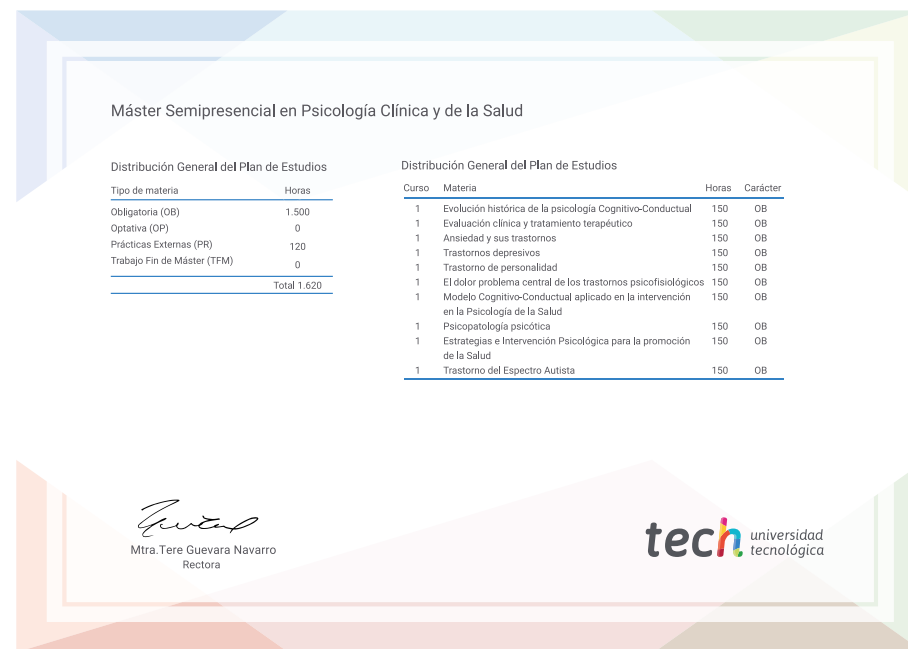 Máster Semipresencial en Psicología Clínica y de la Salud
Distribución General del Plan de Estudios
Tipo de materia Horas
Obligatoria (OB) 1.500
Optativa (OP) 0
Prácticas Externas (PR) 120
Trabajo Fin de Máster (TFM) 0
Total 1.620
Distribución General del Plan de Estudios
Curso Materia Horas Carácter
1 Evolución histórica de la psicología Cognitivo-Conductual 150 OB
1 Evaluación clínica y tratamiento terapéutico 150 OB
1 Ansiedad y sus trastornos 150 OB
1 Trastornos depresivos 150 OB
1 Trastorno de personalidad 150 OB
1 El dolor problema central de los trastornos psicofisiológicos 150 OB
1 Modelo Cognitivo-Conductual aplicado en la intervención 150 OB
en la Psicología de la Salud
1 Psicopatología psicótica 150 OB
1 Estrategias e Intervención Psicológica para la promoción 150 OB
de la Salud
1 Trastorno del Espectro Autista 150 OB
Mtra.Tere Guevara Navarro
Rectora
tech universidad
tecnológica